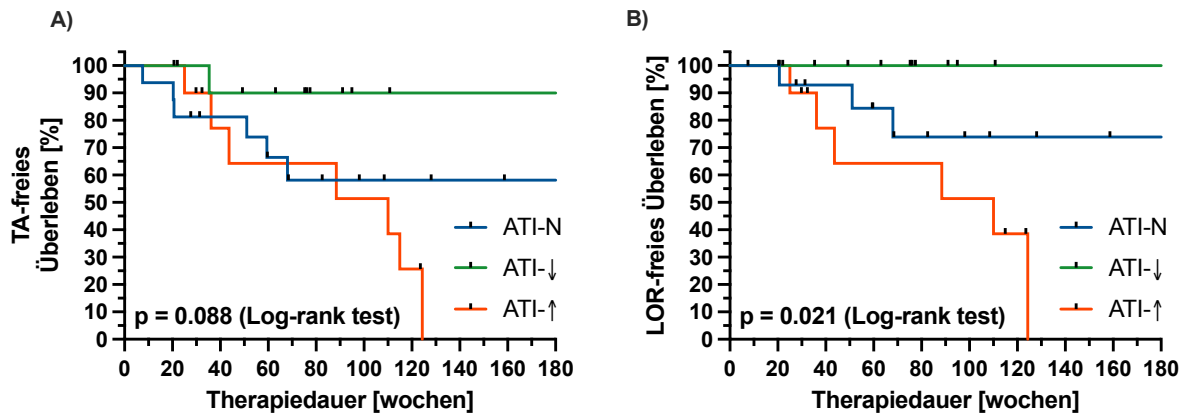 A)
TA-freies
Überleben [%]
100
90
80
70
60
50
40
30
20
10
0
ATI-N
ATI-↓
ATI-↑
p = 0.088 (Log-rank test)
0 20 40 60 80 100 120 140 160 180
Therapiedauer [wochen]
B)
LOR-freies Überleben [%]
100
90
80
70
60
50
40
30
20
10
0
ATI-N
ATI-↓
ATI-↑
p = 0.021 (Log-rank test)
0 20 40 60 80 100 120 140 160 180
Therapiedauer [wochen]